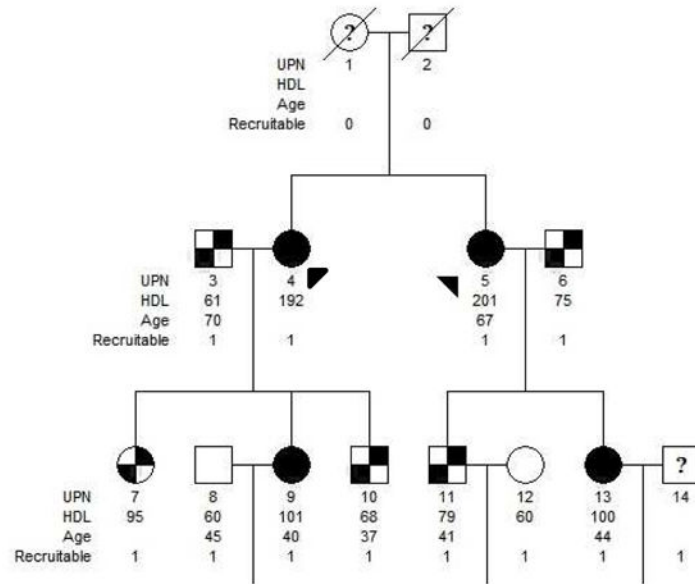 ? ?
UPN 1 2
HDL
Age
Recruitable 0 0
UPN 3 4 5 6
HDL 61 192 201 75
Age 70 67
Recruitable 1 1 1 1
?
UPN 7 8 9 10 11 12 13 14
HDL 95 60 101 68 79 60 100
Age 45 40 37 41 44
Recruitable 1 1 1 1 1 1 1 1